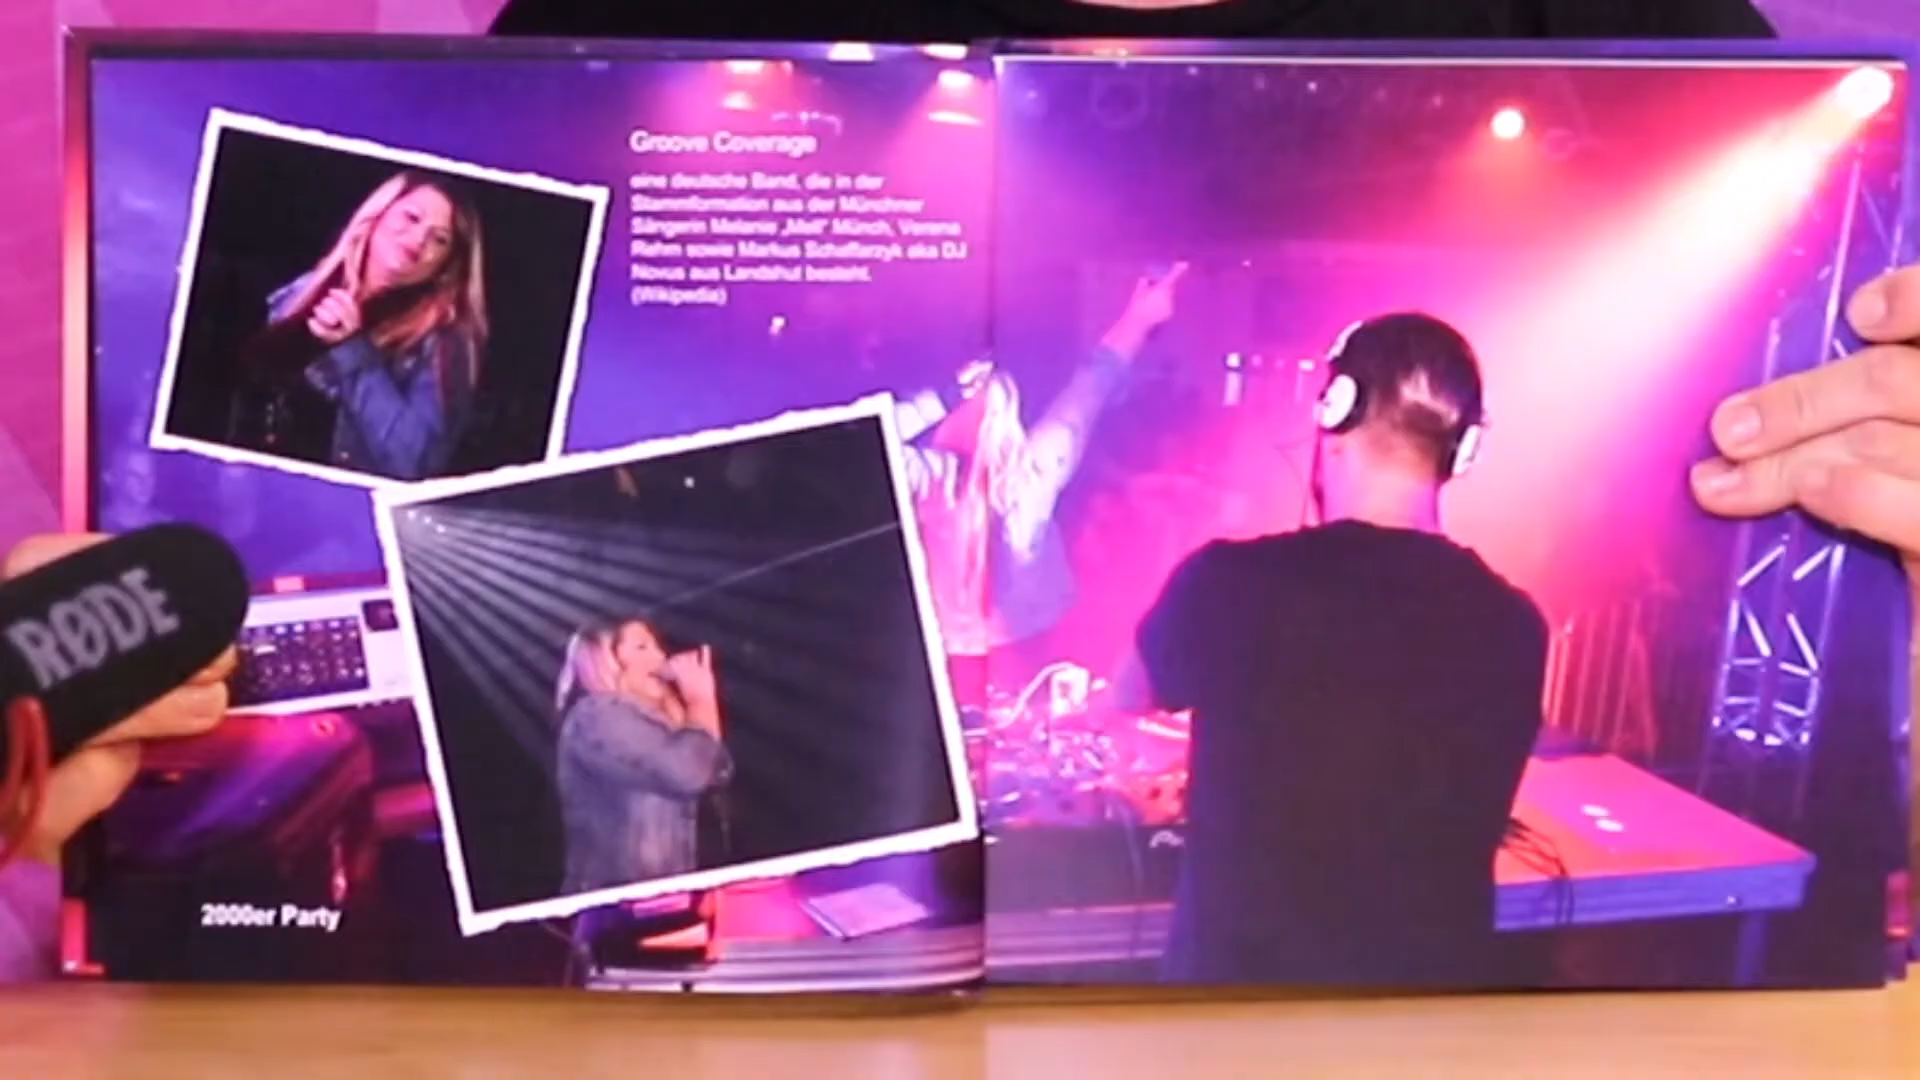 Groove Coverage
eine deutsche Band, die in der
Stammformation aus der Münchner
Sängerin Melanie „Mell“ Münch, Verena
Rehm sowie Markus Schaffarzyk aka DJ
Novus aus Landshut besteht.
(Wikipedia)
RØDE
2000er Party